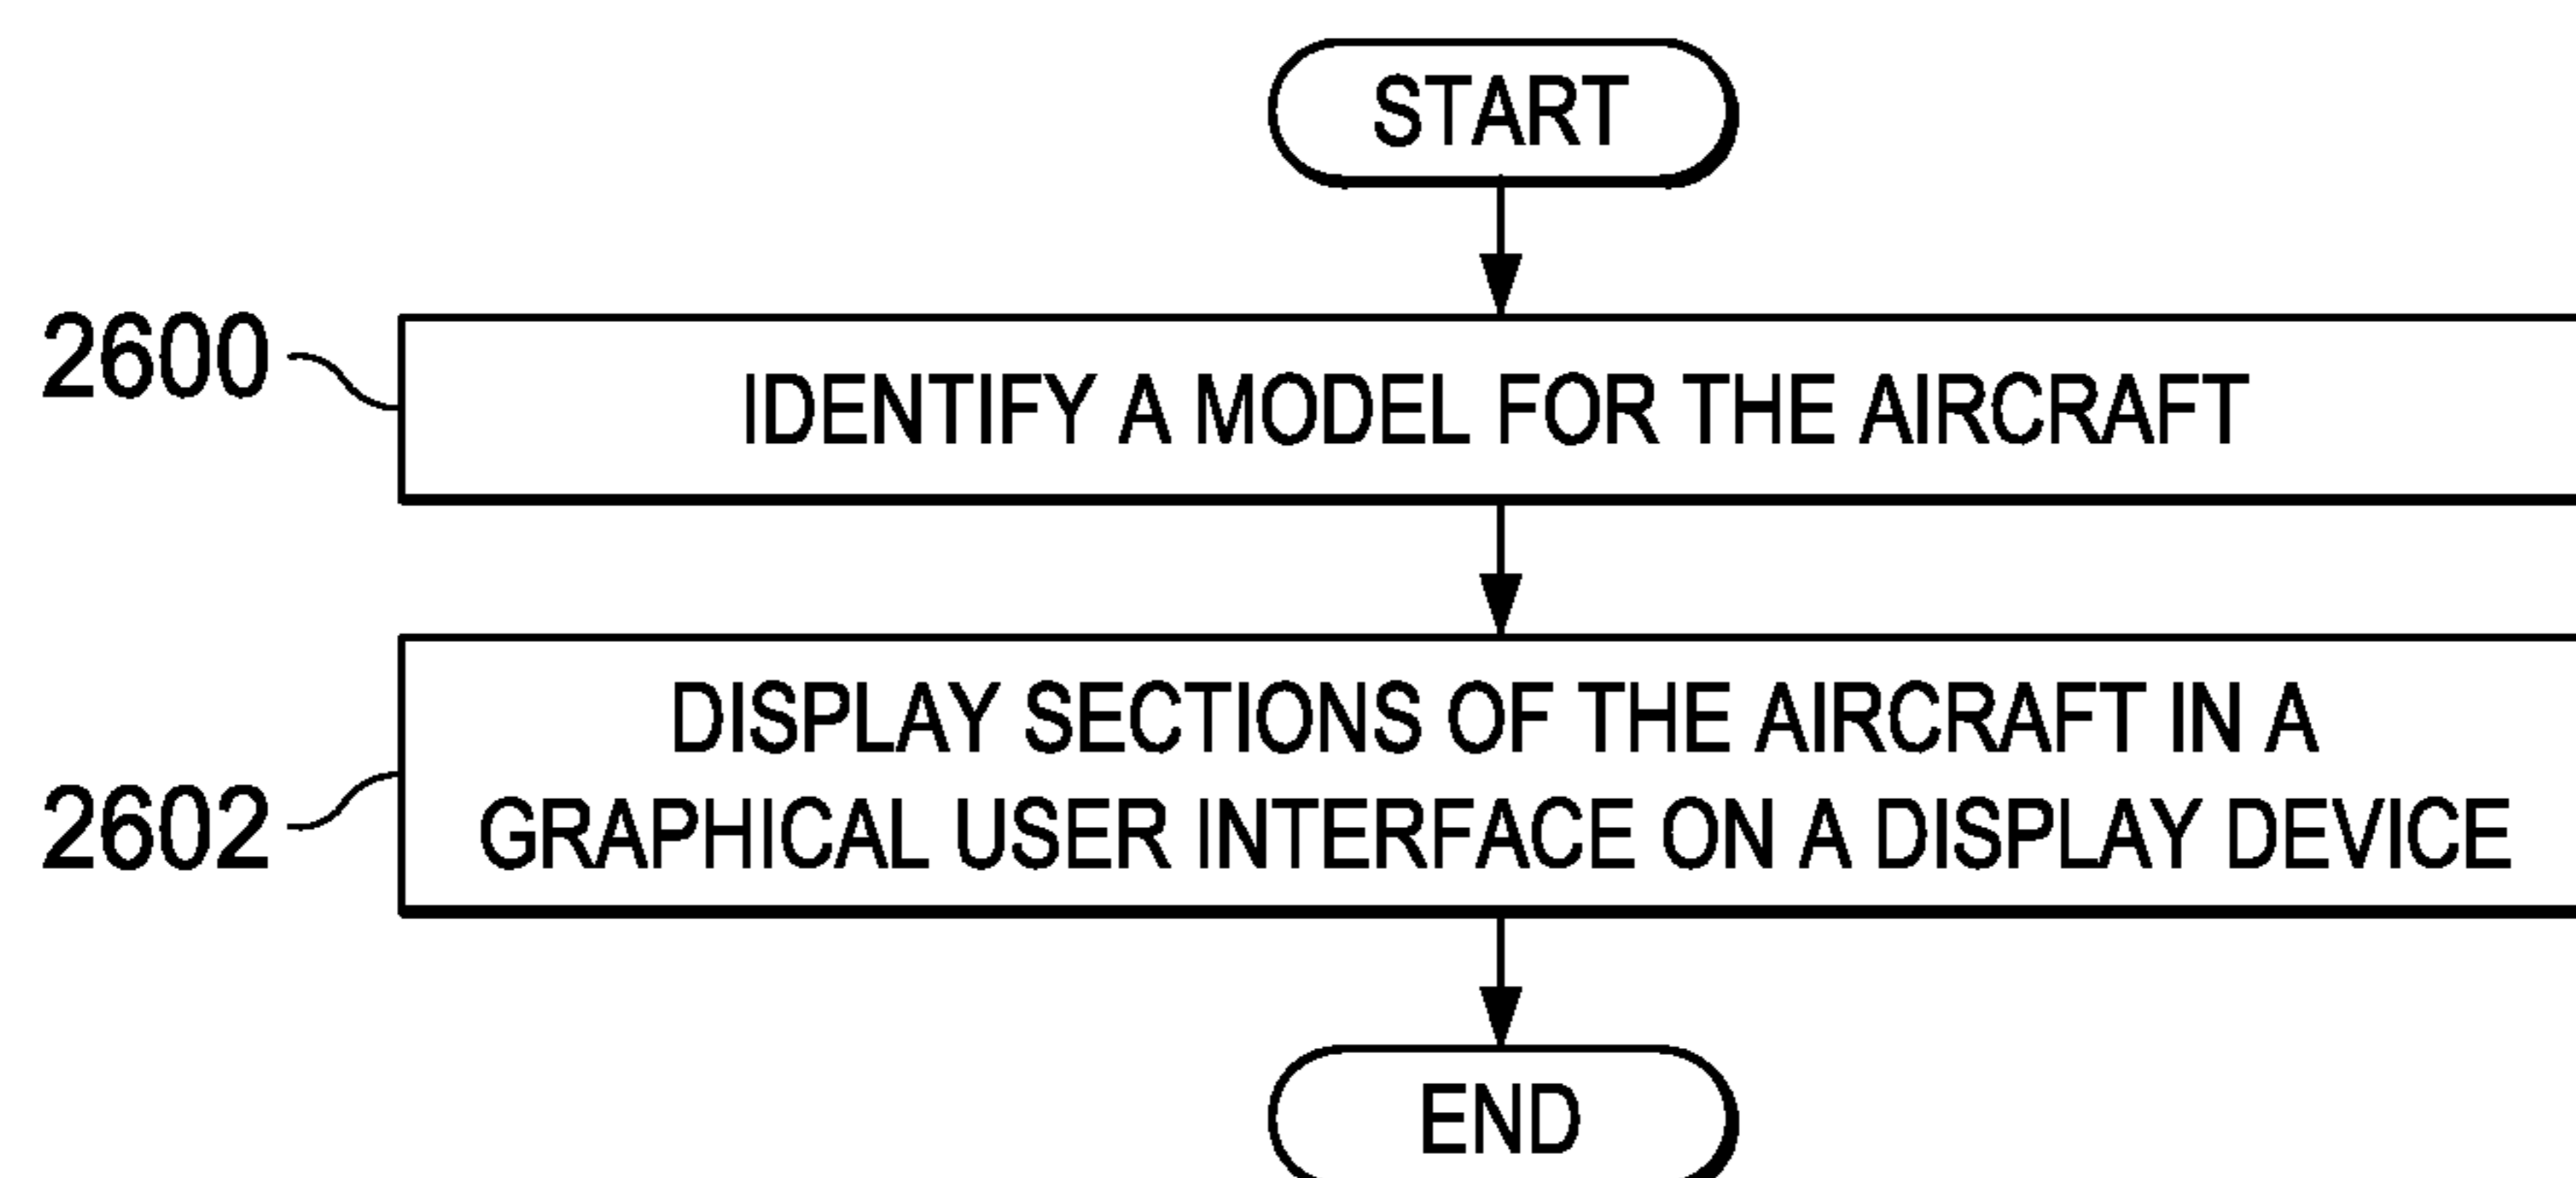 START
2600
IDENTIFY A MODEL FOR THE AIRCRAFT
DISPLAY SECTIONS OF THE AIRCRAFT IN A
GRAPHICAL USER INTERFACE ON A DISPLAY DEVICE
2602
END